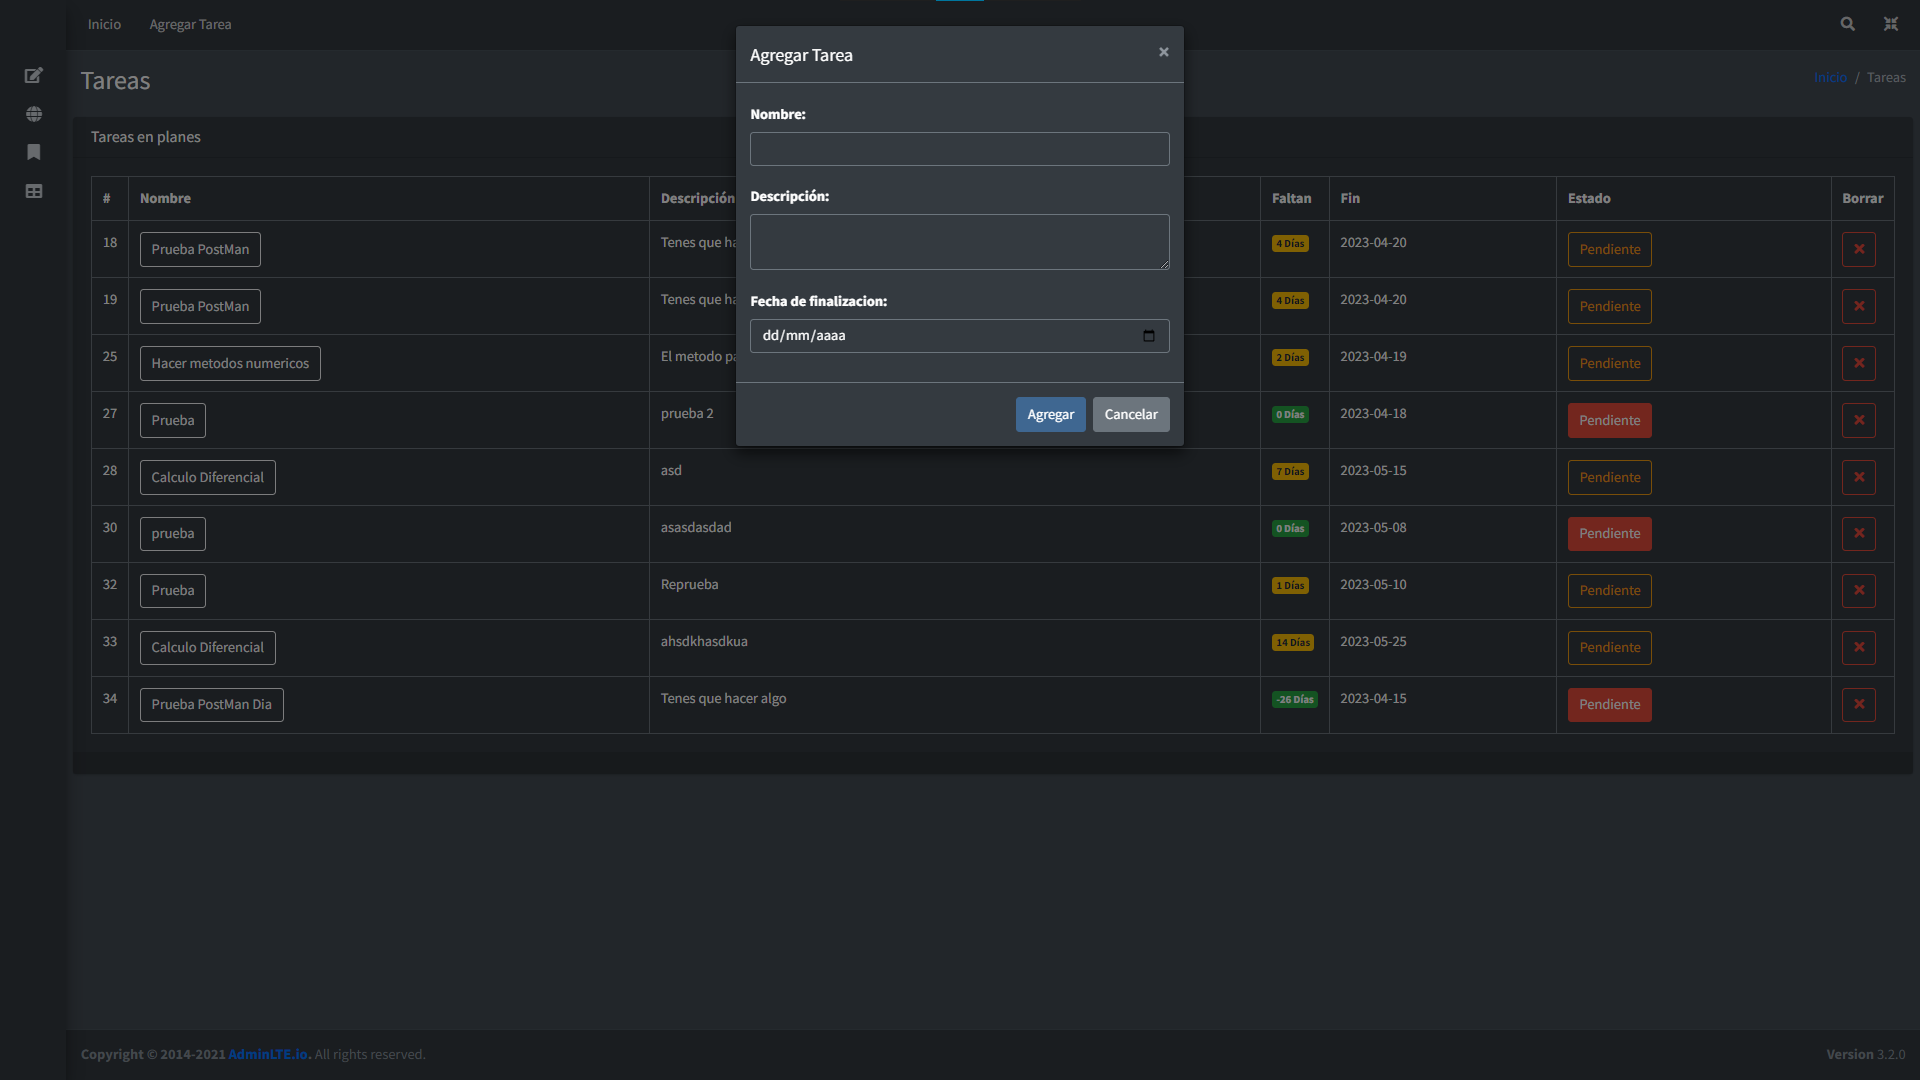 Inicio Agregar Tarea
Tareas
Inicio / Tareas
Agregar Tarea ×
Nombre:
Descripción:
Fecha de finalizacion:
dd/mm/aaaa
Agregar Cancelar
Tareas en planes
# Nombre Descripción Faltan Fin Estado Borrar
18 Prueba PostMan Tenes que ha 4 Días 2023-04-20 Pendiente
19 Prueba PostMan Tenes que ha 4 Días 2023-04-20 Pendiente
25 Hacer metodos numericos El metodo pa 2 Días 2023-04-19 Pendiente
27 Prueba prueba 2 0 Días 2023-04-18 Pendiente
28 Calculo Diferencial asd 7 Días 2023-05-15 Pendiente
30 prueba asasdasdad 0 Días 2023-05-08 Pendiente
32 Prueba Reprueba 1 Días 2023-05-10 Pendiente
33 Calculo Diferencial ahsdkhasdkua 14 Días 2023-05-25 Pendiente
34 Prueba PostMan Dia Tenes que hacer algo -26 Días 2023-04-15 Pendiente
Copyright © 2014-2021 AdminLTE.io. All rights reserved.
Version 3.2.0